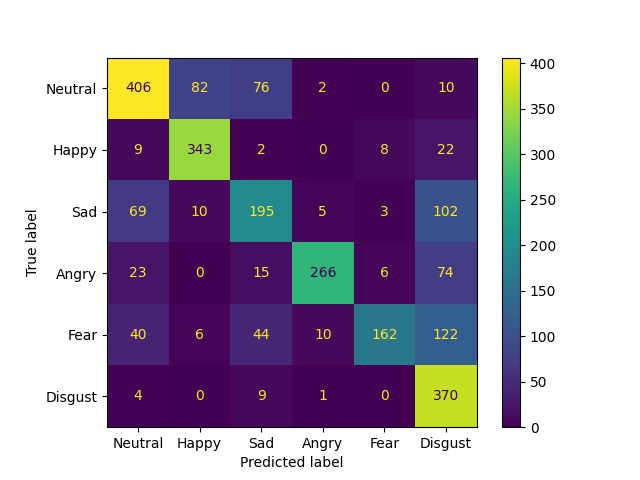 Neutral 406 82 76 2 0 10
Happy 9 343 2 0 8 22
Sad 69 10 195 5 3 102
Angry 23 0 15 266 6 74
Fear 40 6 44 10 162 122
Disgust 4 0 9 1 0 370
Neutral Happy Sad Angry Fear Disgust
Predicted label
True label
400
350
300
250
200
150
100
50
0